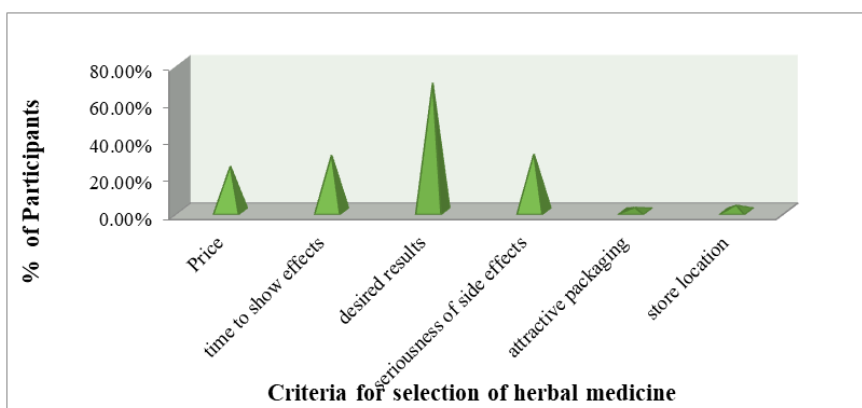 80.00%
60.00%
40.00%
20.00%
0.00%
% of Participants
Price
time to show effects
desired results
seriousness of side effects
attractive packaging
store location
Criteria for selection of herbal medicine